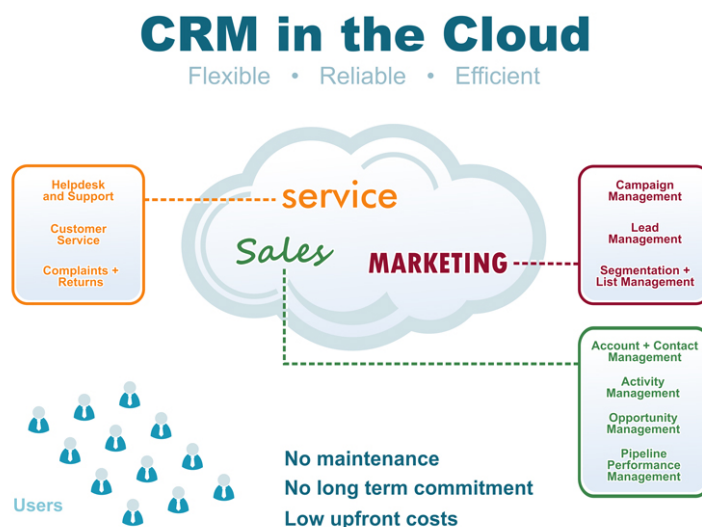 CRM in the Cloud
Flexible • Reliable • Efficient
Helpdesk
and Support
Customer
Service
Complaints +
Returns
service
Sales
MARKETING
Campaign
Management
Lead
Management
Segmentation +
List Management
Account + Contact
Management
Activity
Management
Opportunity
Management
Pipeline
Performance
Management
Users
No maintenance
No long term commitment
Low upfront costs